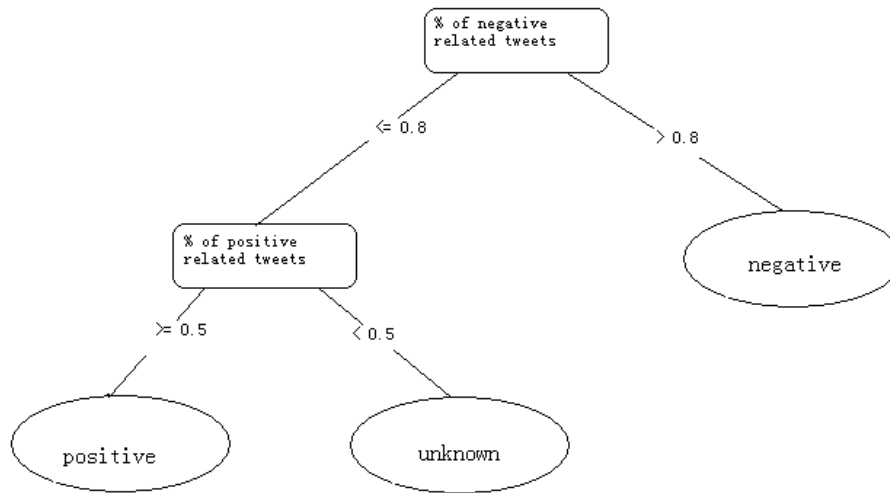 % of negative
related tweets
<= 0.8
> 0.8
% of positive
related tweets
negative
>= 0.5
< 0.5
positive
unknown